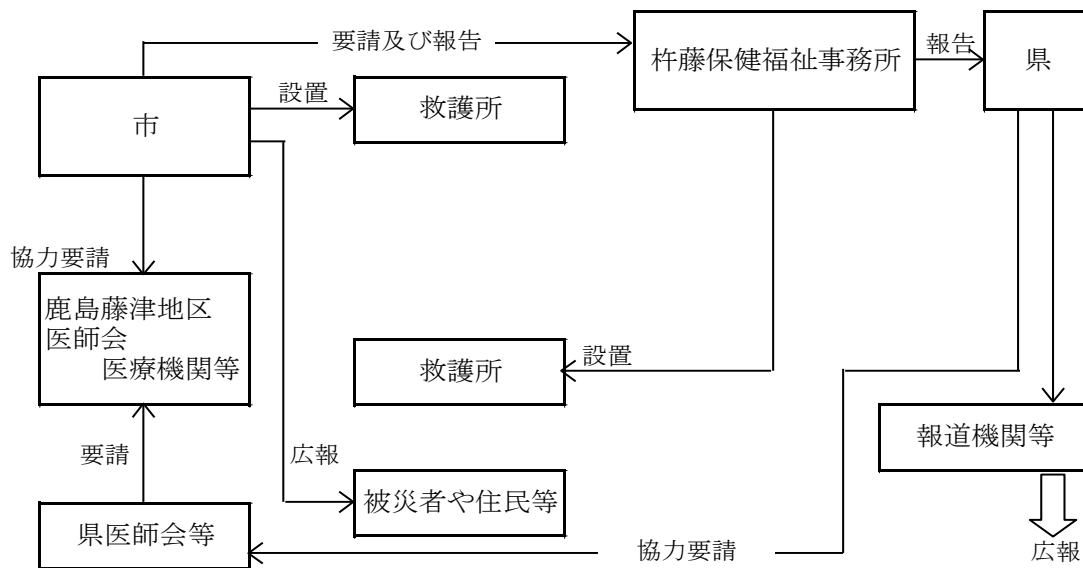 要請及び報告
杵藤保健福祉事務所
報告
県
市
設置
救護所
協力要請
鹿島藤津地区
医師会
医療機関等
救護所
設置
報道機関等
要請
広報
被災者や住民等
県医師会等
協力要請
広報